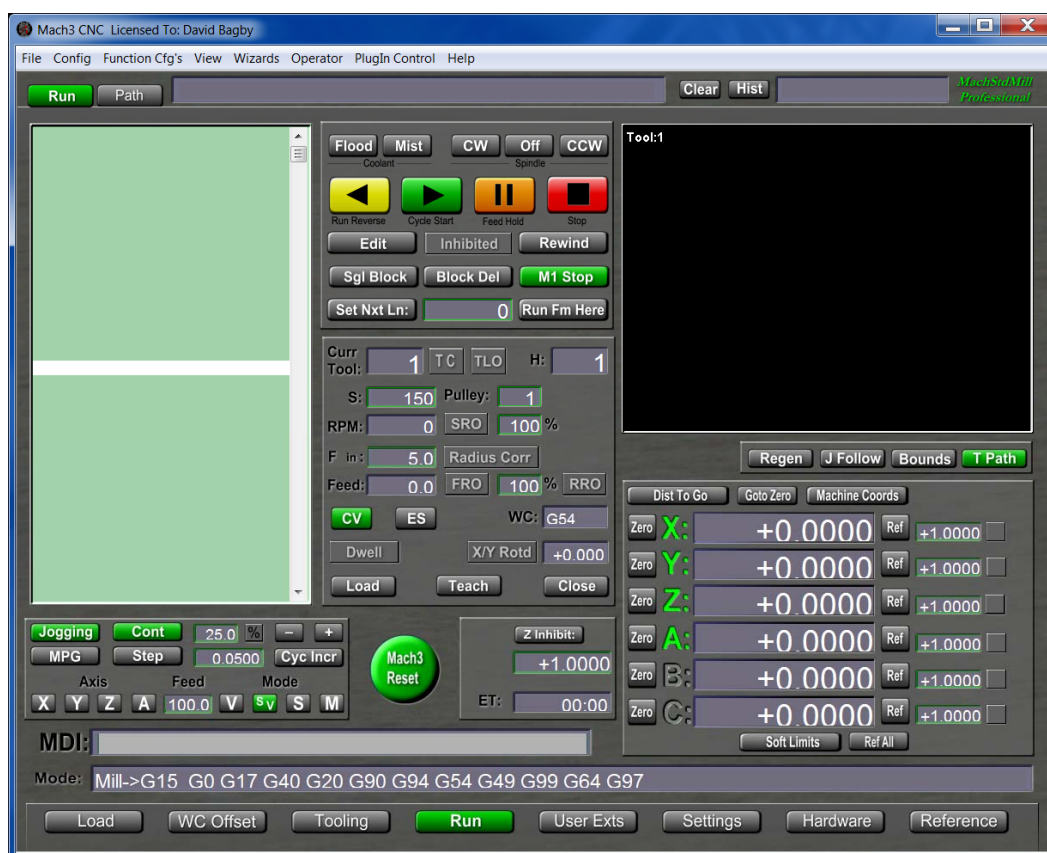 Mach3 CNC Licensed To: David Bagby
File Config Function Cfg's View Wizards Operator PlugIn Control Help
Run Path Clear Hist MachStdMill
Professional
Tool:1
Flood Mist CW Off CCW
Coolant Spindle
Run Reverse Cycle Start Feed Hold Stop
Edit Inhibited Rewind
Sgl Block Block Del M1 Stop
Set Nxt Ln: 0 Run Fm Here
Curr
Tool: 1 TC TLO H: 1
S: 150 Pulley: 1
RPM: 0 SRO 100 %
F in: 5.0 Radius Corr
Feed: 0.0 FRO 100 % RRO
CV ES WC: G54
Dwell X/Y Rotd +0.000
Load Teach Close
Regen J Follow Bounds T Path
Dist To Go Goto Zero Machine Coords
Zero X: +0.0000 Ref +1.0000
Zero Y: +0.0000 Ref +1.0000
Zero Z: +0.0000 Ref +1.0000
Zero A: +0.0000 Ref +1.0000
Zero B: +0.0000 Ref +1.0000
Zero C: +0.0000 Ref +1.0000
Soft Limits Ref All
Jogging Cont 25.0 % - +
MPG Step 0.0500 Cyc Incr
Axis Feed Mode
X Y Z A 100.0 V SV S M
Mach3
Reset
Z Inhibit:
+1.0000
ET: 00:00
MDI:
Mode: Mill->G15 G0 G17 G40 G20 G90 G94 G54 G49 G99 G64 G97
Load WC Offset Tooling Run User Exts Settings Hardware Reference